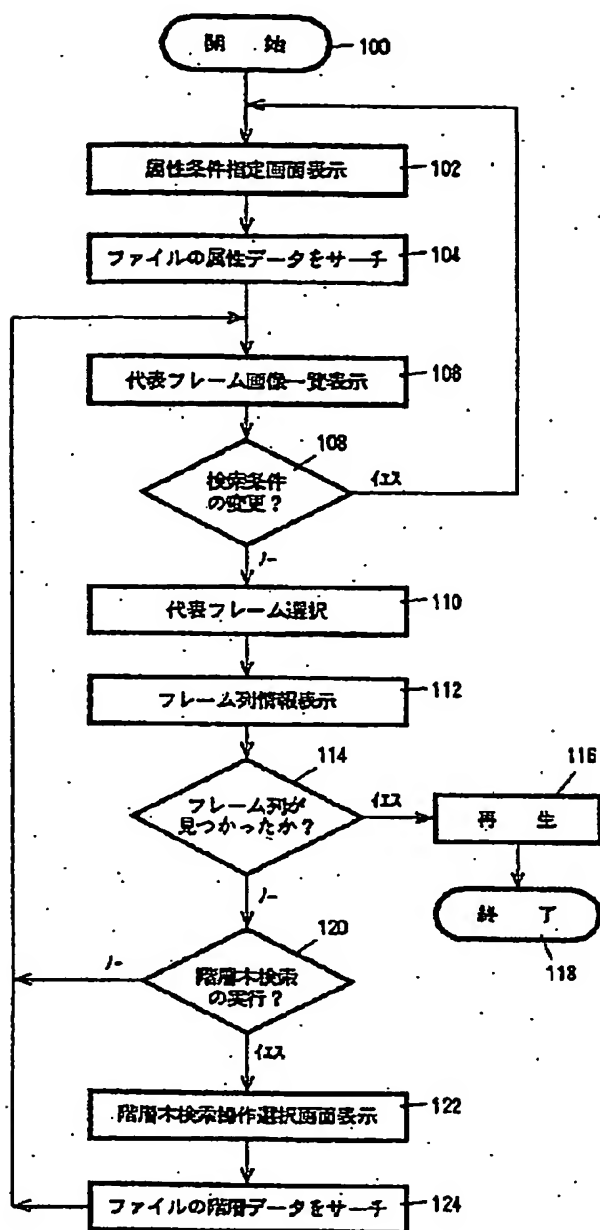 開始
100
属性条件指定画面表示
102
ファイルの属性データをサーチ
104
代表フレーム画像一覧表示
106
108
検索条件
の変更?
イエス
ノー
代表フレーム選択
110
フレーム列情報表示
112
114
フレーム列が
見つかったか?
イエス
116
再生
ノー
終了
118
120
階層木検索
の実行?
ノー
イエス
階層木検索操作選択画面表示
122
ファイルの階層データをサーチ
124